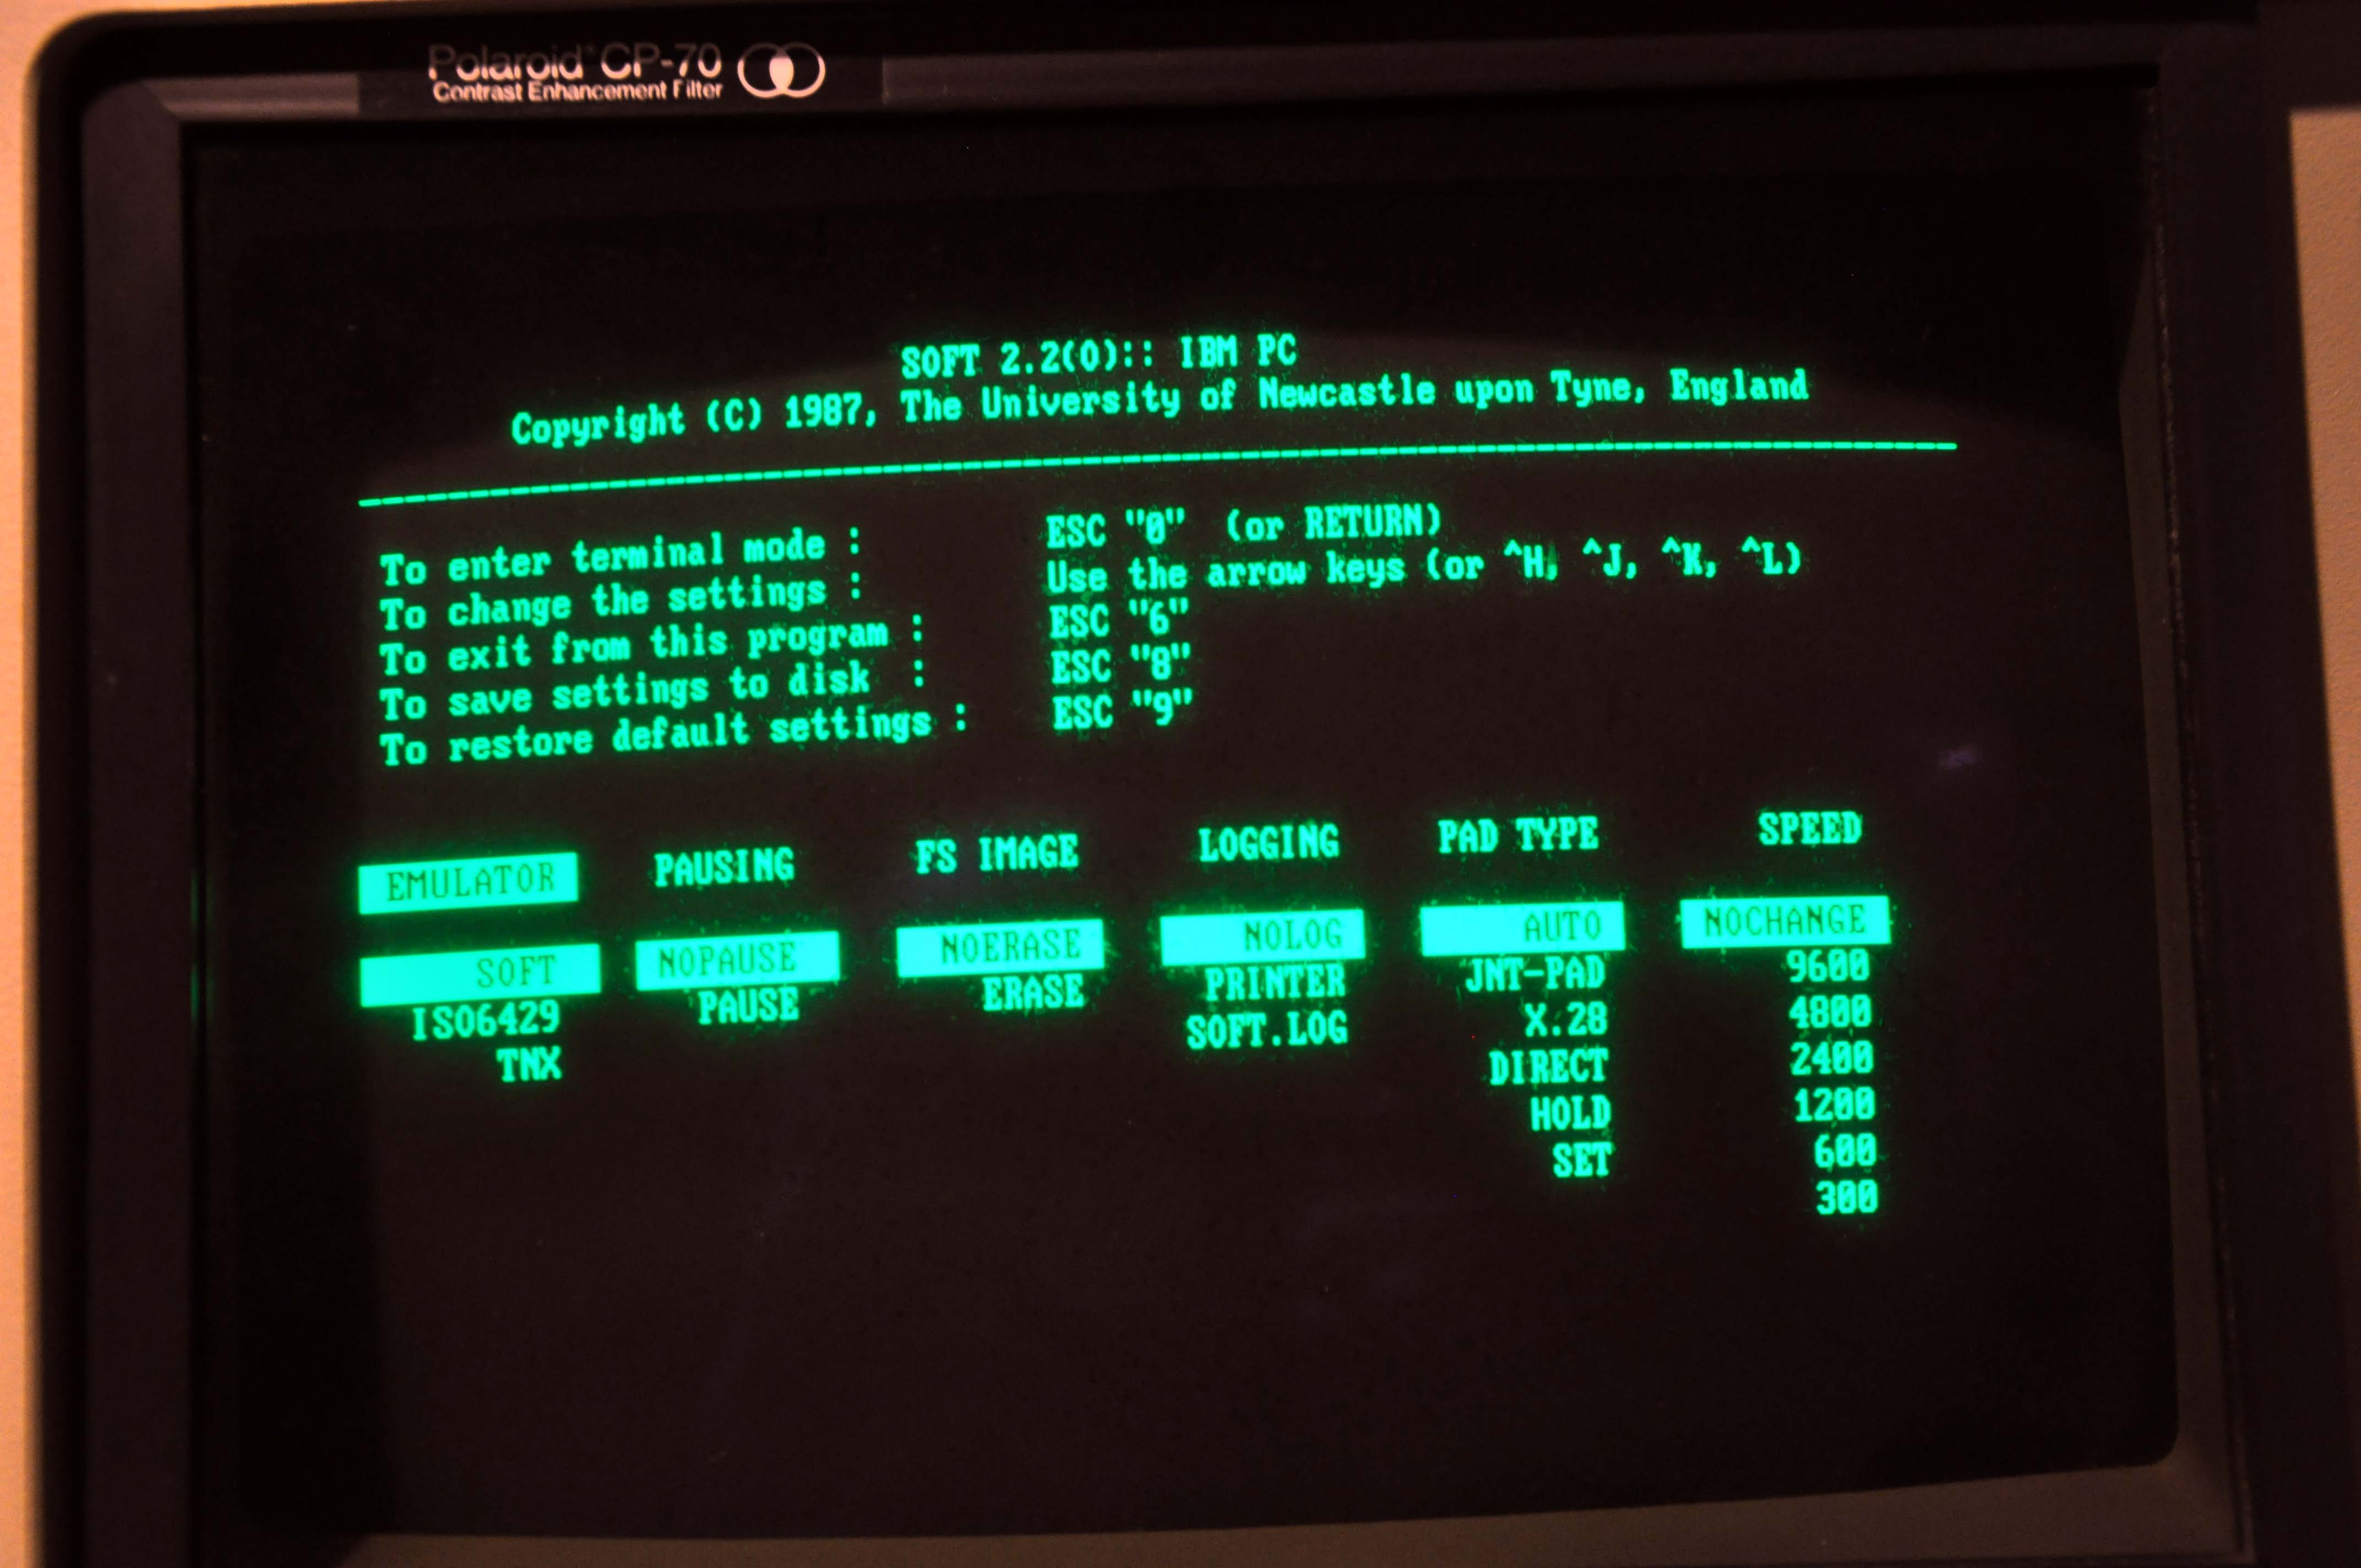 Polaroid® CP-70
Contrast Enhancement Filter
SOFT 2.2(0):: IBM PC
Copyright (C) 1987, The University of Newcastle upon Tyne, England
To enter terminal mode : ESC "0" (or RETURN)
To change the settings : Use the arrow keys (or ^H, ^J, ^K, ^L)
To exit from this program : ESC "6"
To save settings to disk : ESC "8"
To restore default settings : ESC "9"
EMULATOR PAUSING FS IMAGE LOGGING PAD TYPE SPEED
SOFT NOPAUSE NOERASE NOLOG AUTO NOCHANGE
ISO6429 PAUSE ERASE PRINTER JNT-PAD 9600
TNX SOFT.LOG X.28 4800
DIRECT 2400
HOLD 1200
SET 600
300